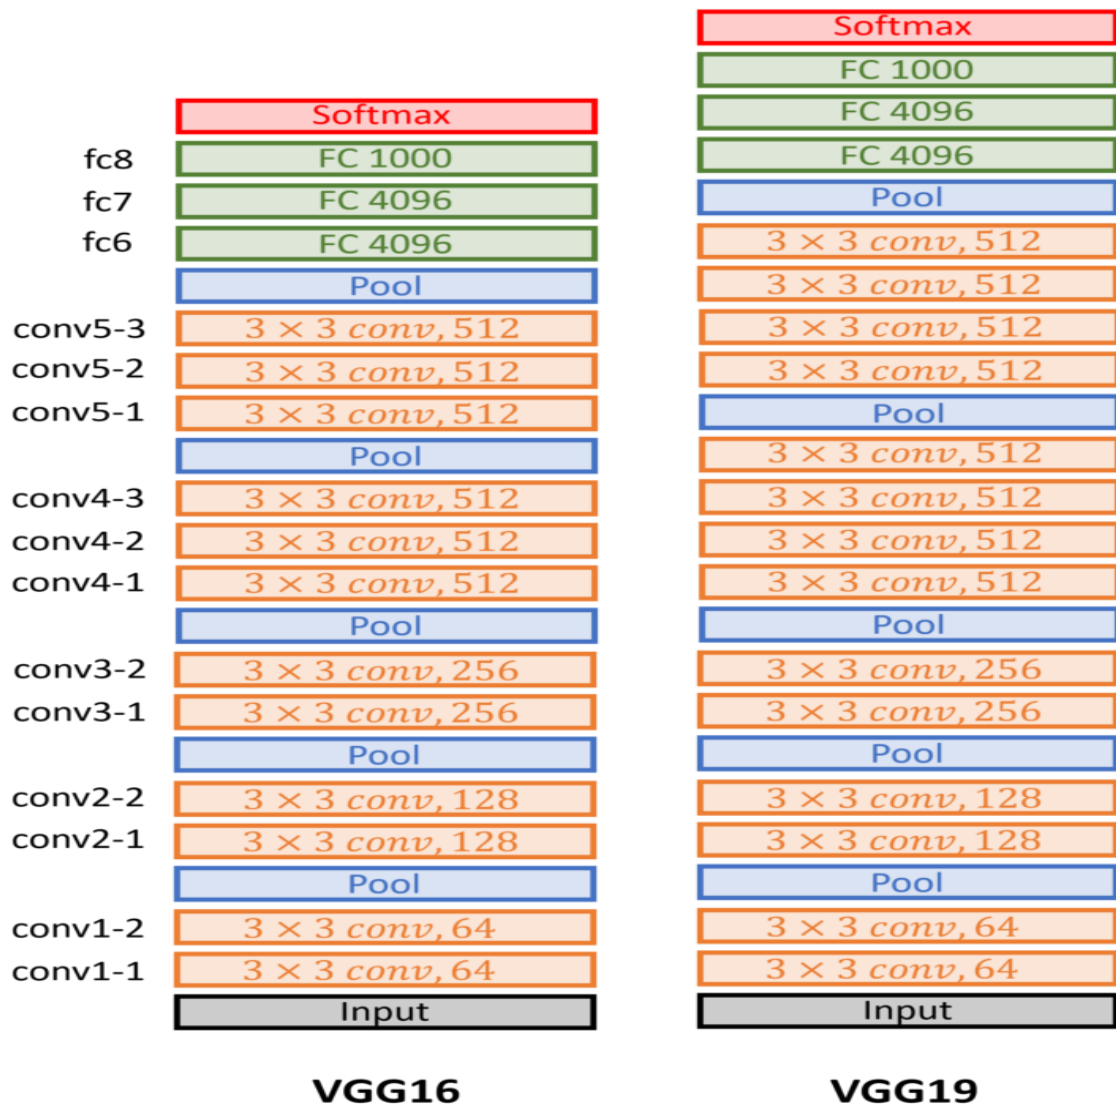 Softmax
fc8 FC 1000
fc7 FC 4096
fc6 FC 4096
Pool
conv5-3 3 × 3 conv, 512
conv5-2 3 × 3 conv, 512
conv5-1 3 × 3 conv, 512
Pool
conv4-3 3 × 3 conv, 512
conv4-2 3 × 3 conv, 512
conv4-1 3 × 3 conv, 512
Pool
conv3-2 3 × 3 conv, 256
conv3-1 3 × 3 conv, 256
Pool
conv2-2 3 × 3 conv, 128
conv2-1 3 × 3 conv, 128
Pool
conv1-2 3 × 3 conv, 64
conv1-1 3 × 3 conv, 64
Input
VGG16
Softmax
FC 1000
FC 4096
FC 4096
Pool
3 × 3 conv, 512
3 × 3 conv, 512
3 × 3 conv, 512
3 × 3 conv, 512
Pool
3 × 3 conv, 512
3 × 3 conv, 512
3 × 3 conv, 512
3 × 3 conv, 512
Pool
3 × 3 conv, 256
3 × 3 conv, 256
Pool
3 × 3 conv, 128
3 × 3 conv, 128
Pool
3 × 3 conv, 64
3 × 3 conv, 64
Input
VGG19